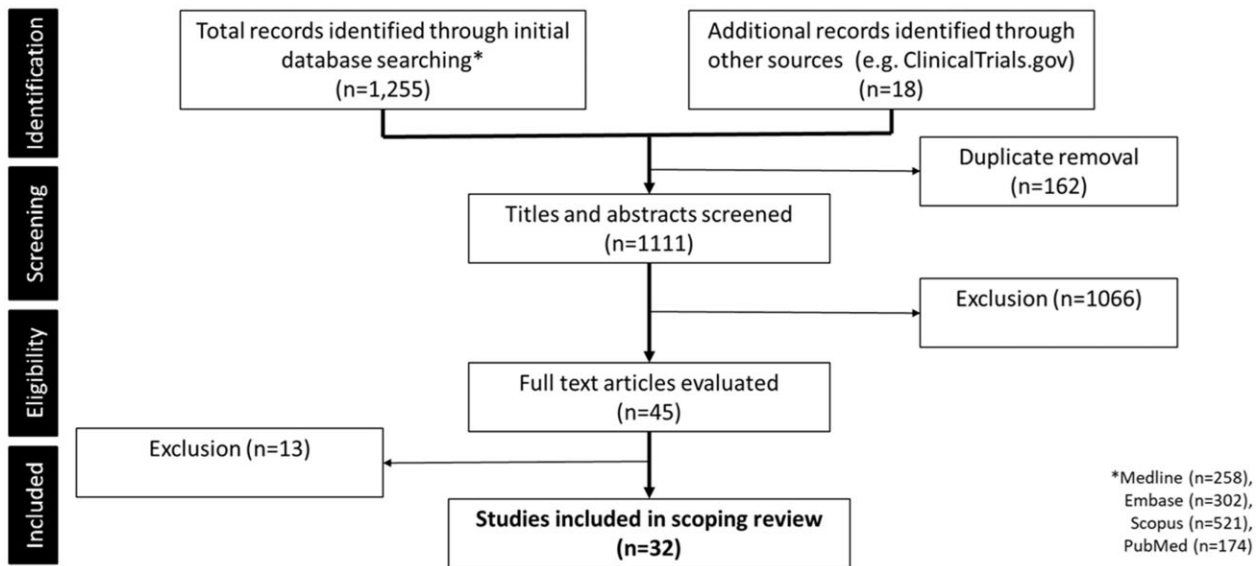 Identification
Total records identified through initial
database searching*
(n=1,255)
Additional records identified through
other sources (e.g. ClinicalTrials.gov)
(n=18)
Duplicate removal
(n=162)
Screening
Titles and abstracts screened
(n=1111)
Exclusion (n=1066)
Eligibility
Full text articles evaluated
(n=45)
Exclusion (n=13)
Included
Studies included in scoping review
(n=32)
*Medline (n=258),
Embase (n=302),
Scopus (n=521),
PubMed (n=174)